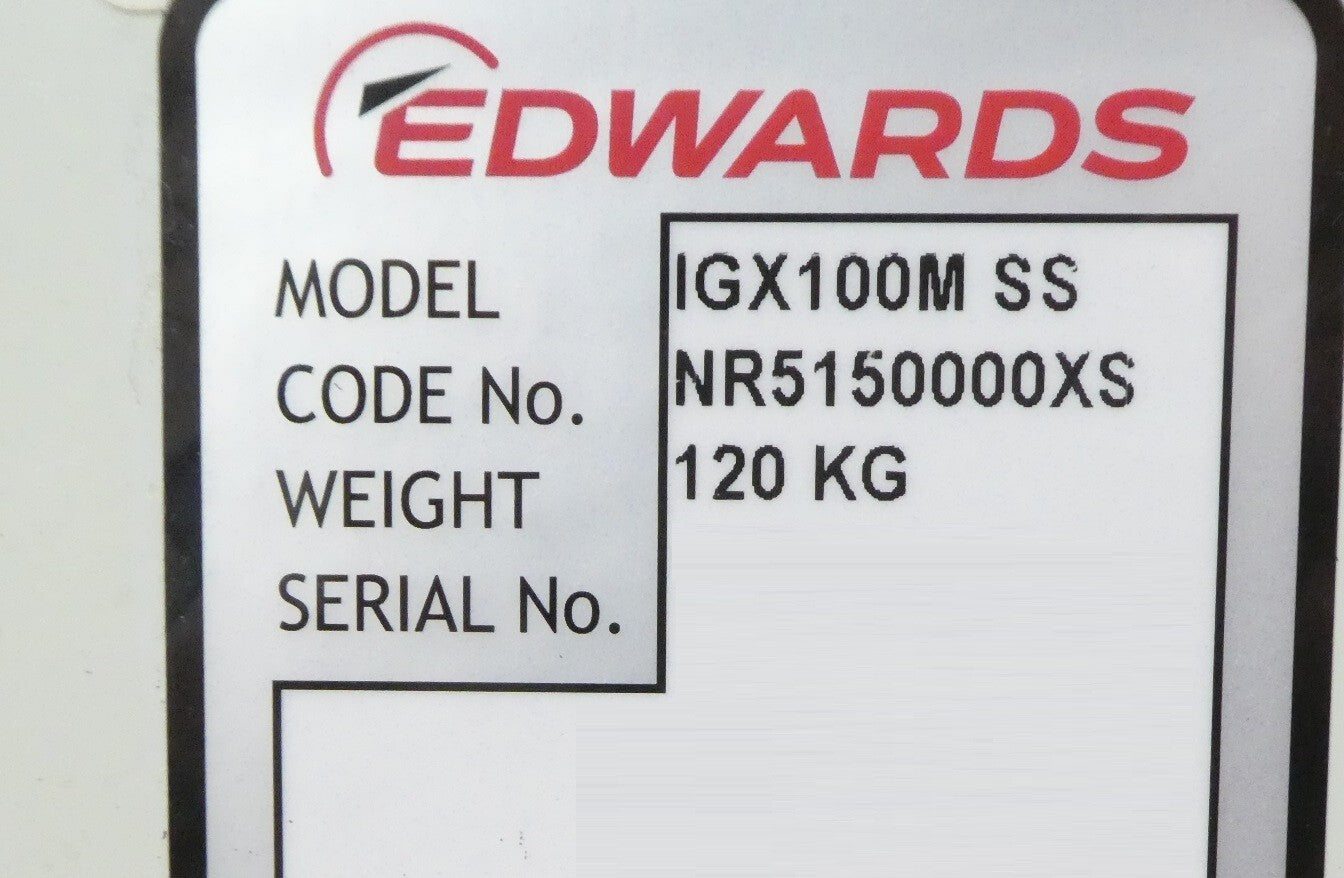 EDWARDS
MODEL IGX100M SS
CODE No. NR5150000XS
WEIGHT 120 KG
SERIAL No.